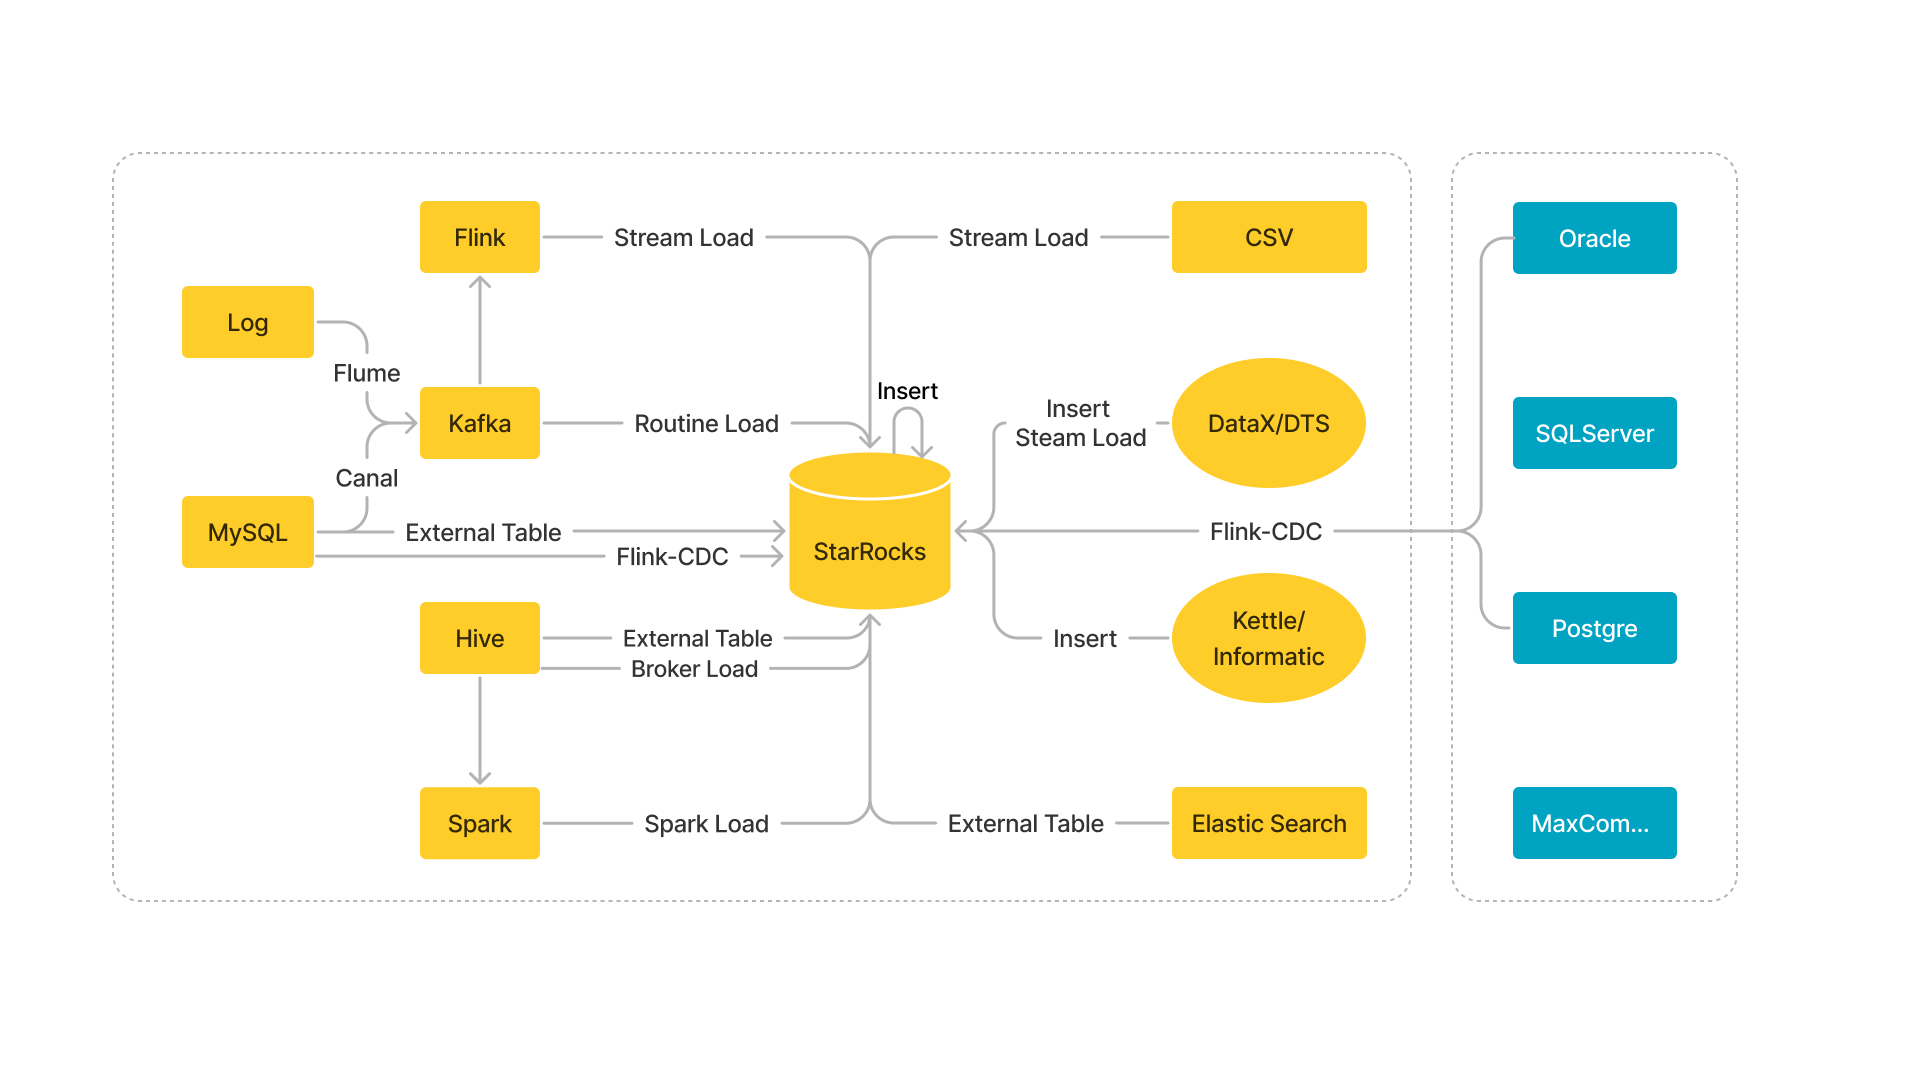 Flink
Stream Load
Stream Load
CSV
Oracle
Log
Flume
Insert
Kafka
Routine Load
Insert
Steam Load
DataX/DTS
SQLServer
Canal
MySQL
External Table
Flink-CDC
StarRocks
Flink-CDC
Hive
External Table
Broker Load
Insert
Kettle/
Informatic
Postgre
Spark
Spark Load
External Table
Elastic Search
MaxCom...